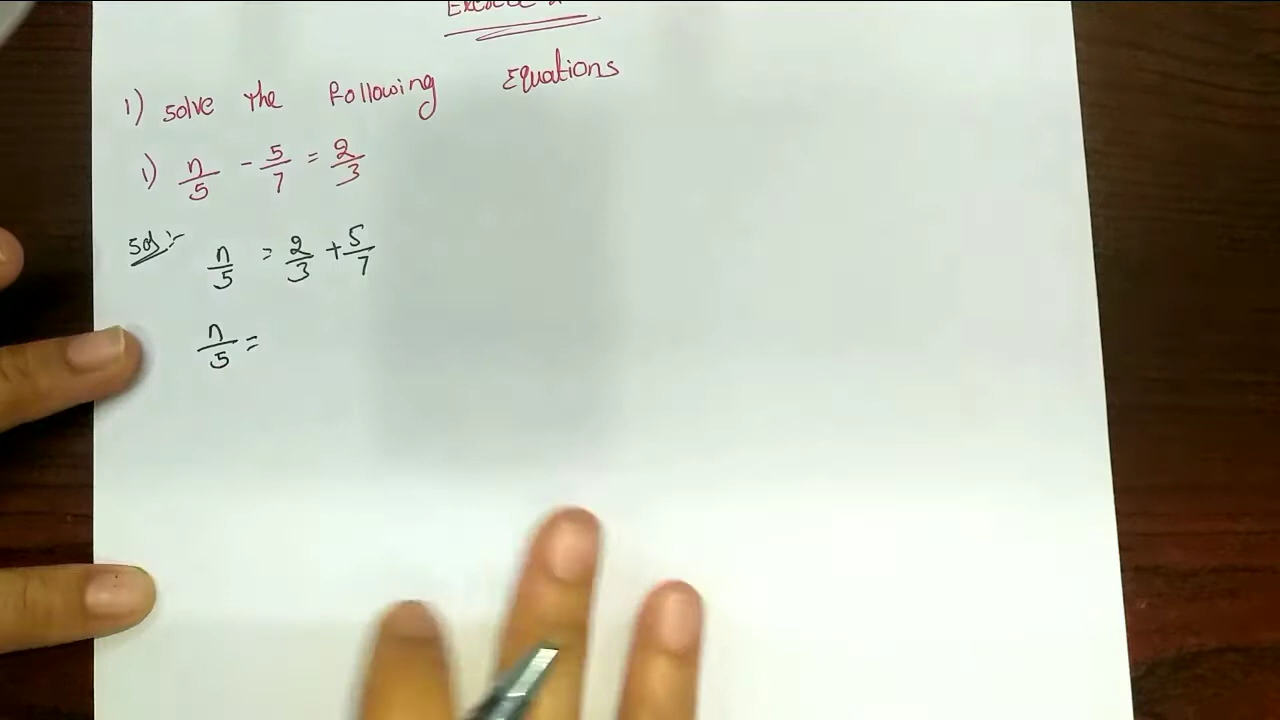 1) solve the following Equations
1) n/5 - 5/7 = 2/3
Sol:- n/5 = 2/3 + 5/7
n/5 =